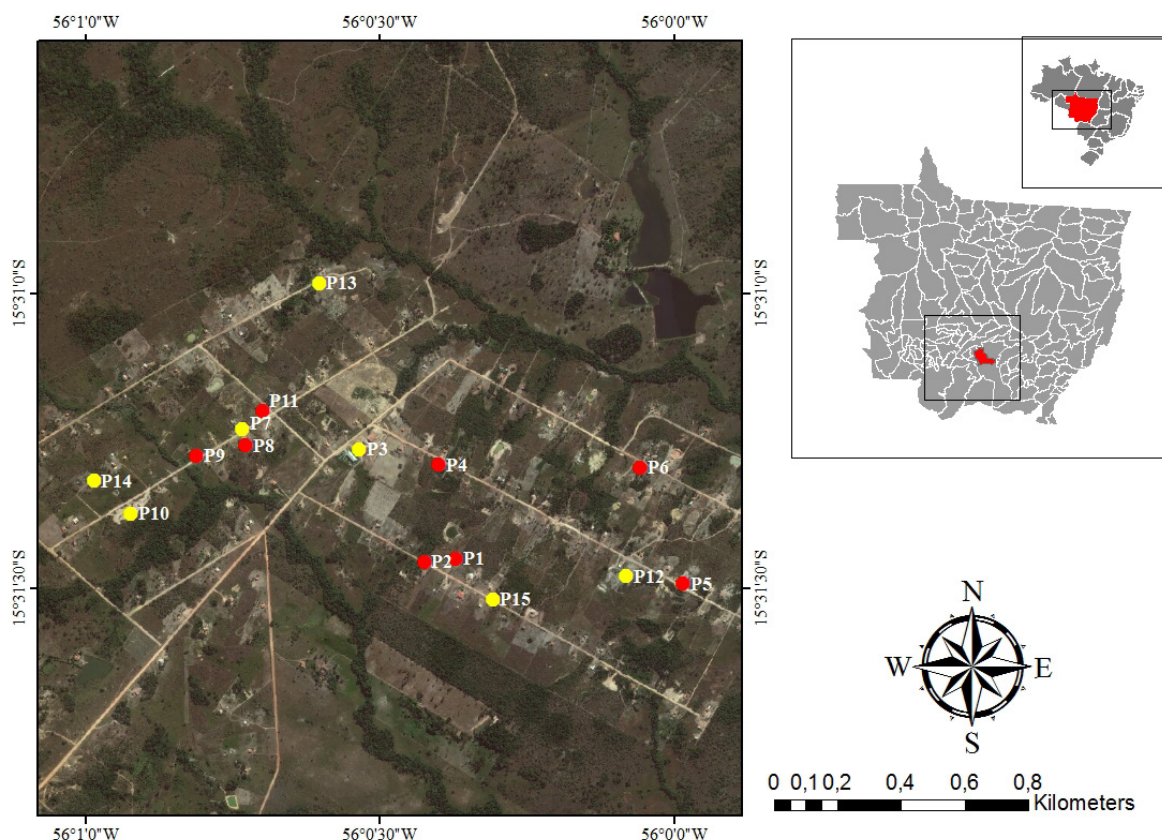 56°1'0"W 56°0'30"W 56°0'0"W
15°31'0"S 15°31'0"S
P13
P11
P7
P8
P3
P9
P4
P6
P14
P10
P2 P1
P12
P5
P15
15°31'30"S 15°31'30"S
56°1'0"W 56°0'30"W 56°0'0"W
N
W E
S
0 0,1 0,2 0,4 0,6 0,8
Kilometers